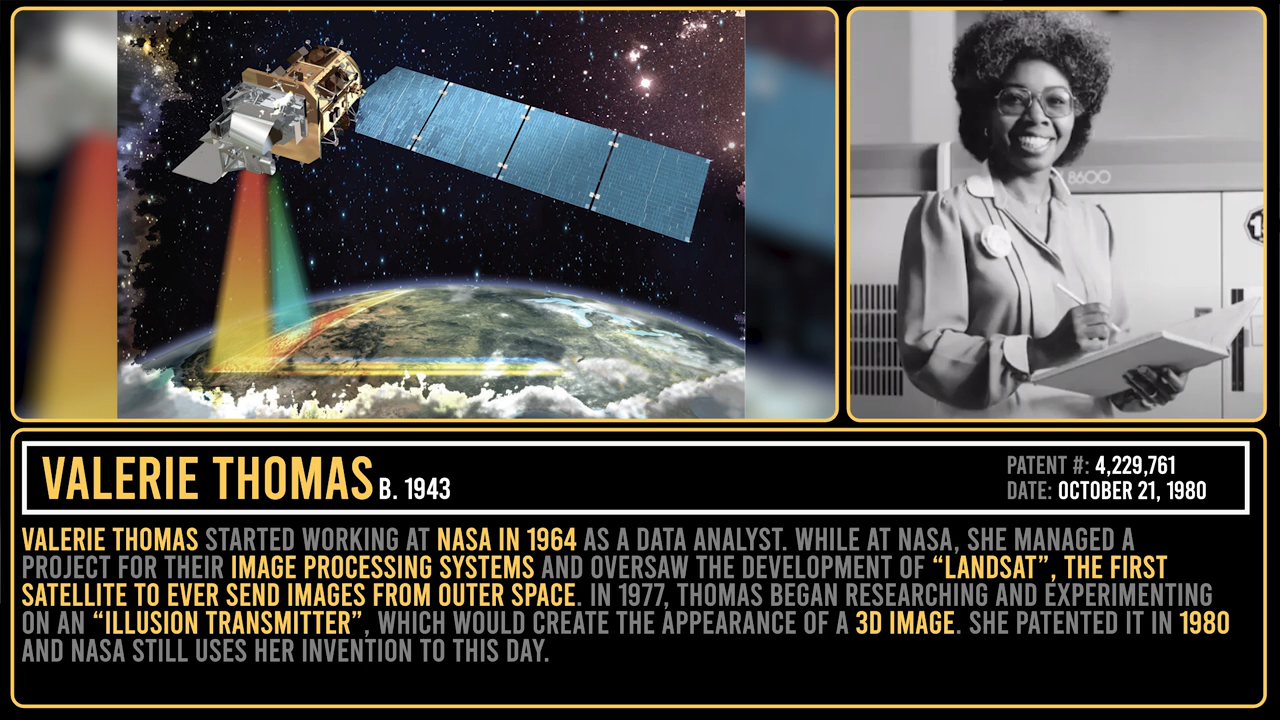 8600
VALERIE THOMAS B. 1943
PATENT #: 4,229,761
DATE: OCTOBER 21, 1980
VALERIE THOMAS STARTED WORKING AT NASA IN 1964 AS A DATA ANALYST. WHILE AT NASA, SHE MANAGED A
PROJECT FOR THEIR IMAGE PROCESSING SYSTEMS AND OVERSAW THE DEVELOPMENT OF “LANDSAT”, THE FIRST
SATELLITE TO EVER SEND IMAGES FROM OUTER SPACE. IN 1977, THOMAS BEGAN RESEARCHING AND EXPERIMENTING
ON AN “ILLUSION TRANSMITTER”, WHICH WOULD CREATE THE APPEARANCE OF A 3D IMAGE. SHE PATENTED IT IN 1980
AND NASA STILL USES HER INVENTION TO THIS DAY.